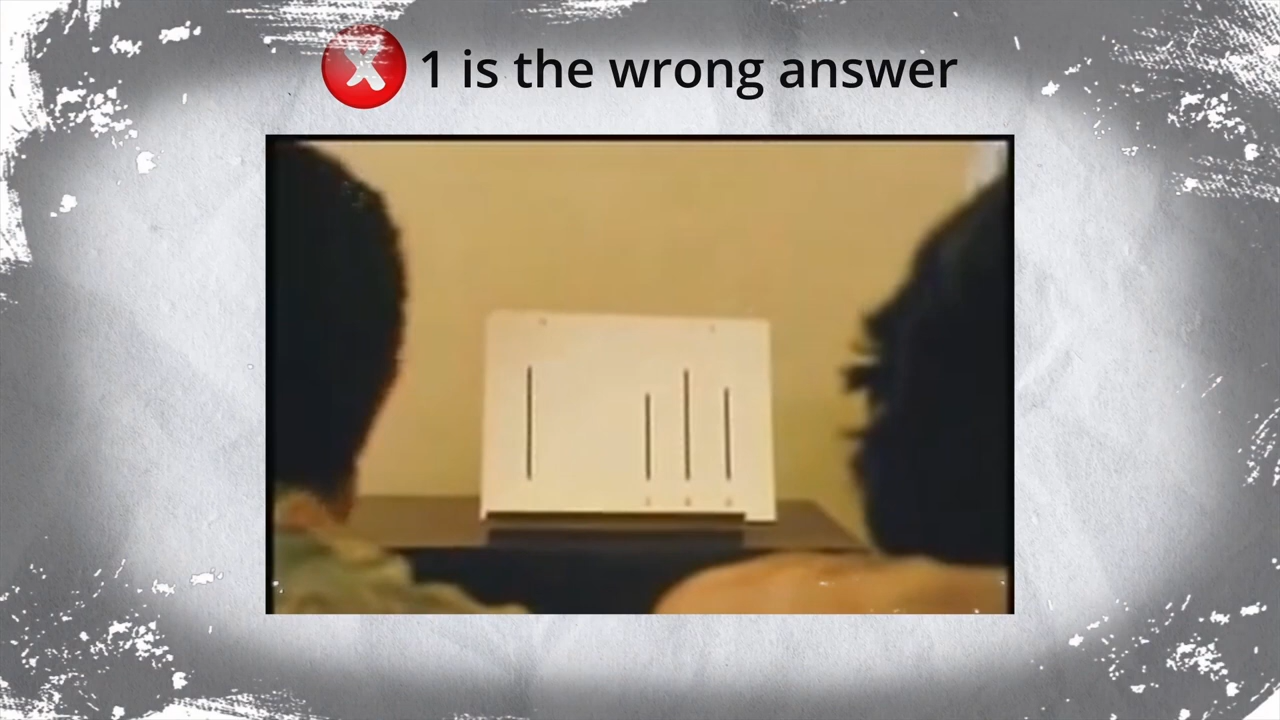 1 is the wrong answer